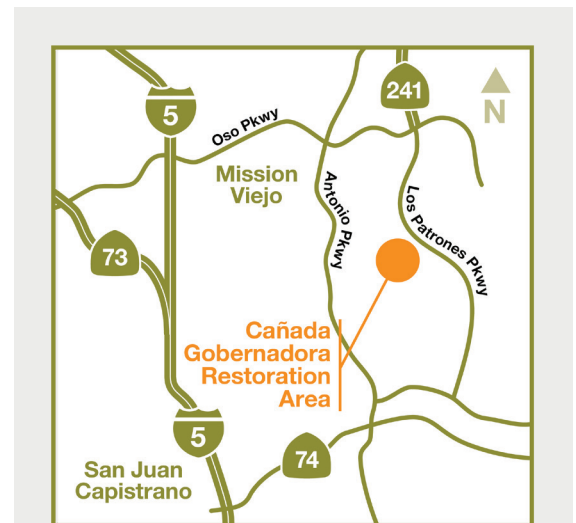 241
5
N
Oso Pkwy
Mission
Viejo
Antonio Pkwy
Los Patrones Pkwy
73
Cañada
Gobernadora
Restoration
Area
5
74
San Juan
Capistrano